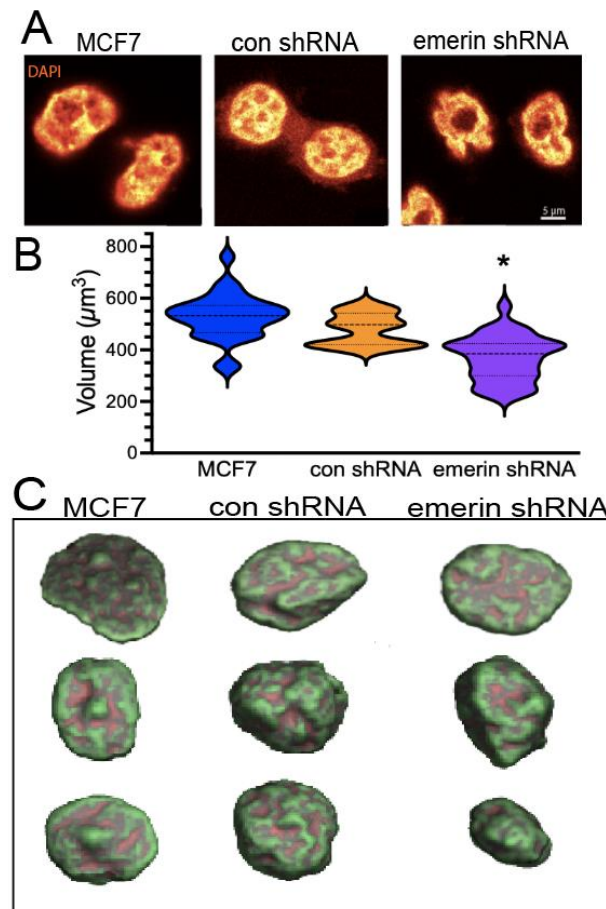 A
MCF7
con shRNA
emerin shRNA
DAPI
5 µm
B
*
Volume (µm³)
800
600
400
200
0
MCF7
con shRNA
emerin shRNA
C
MCF7
con shRNA
emerin shRNA